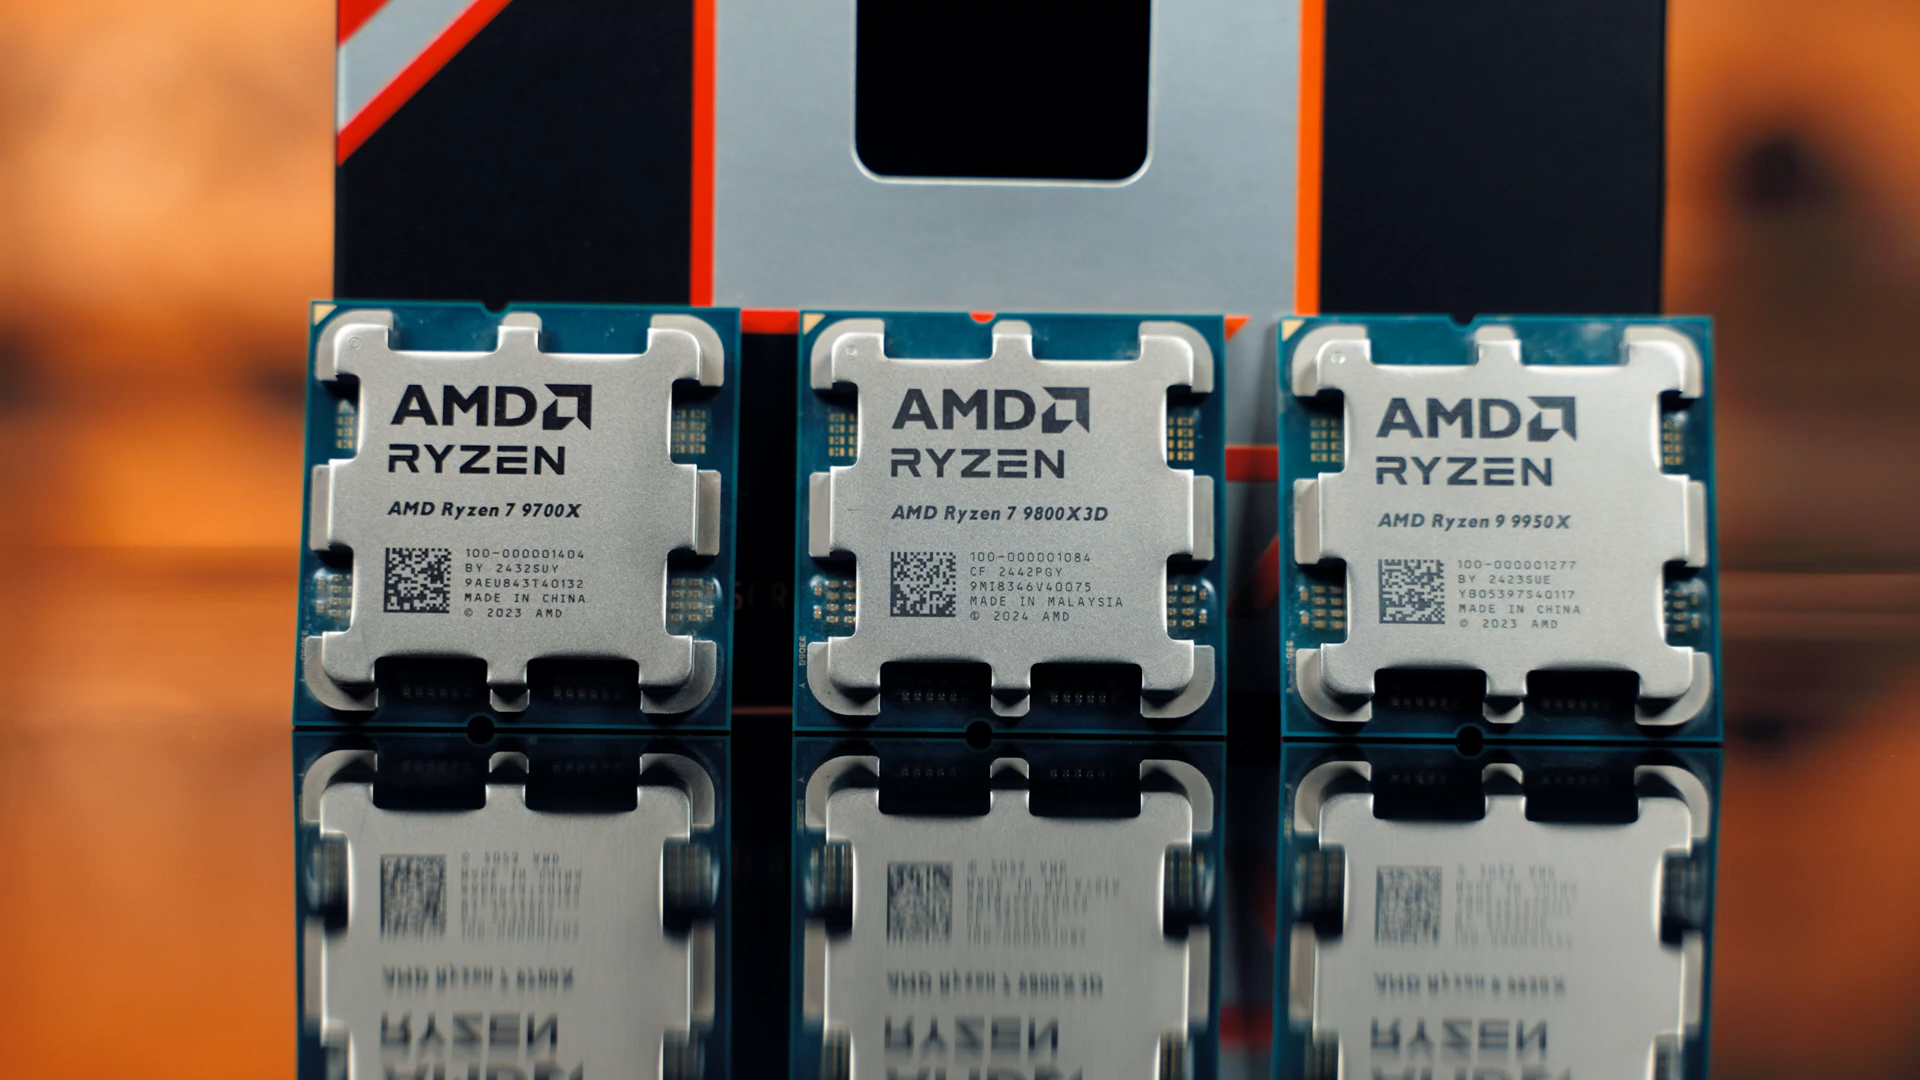 AMD
RYZEN
AMD Ryzen 7 9700X
100-000001404
BY 2432SUY
9AEU843T40132
MADE IN CHINA
© 2023 AMD
AMD
RYZEN
AMD Ryzen 7 9800X3D
100-000001084
CF 2442PGY
9MI8346V40075
MADE IN MALAYSIA
© 2024 AMD
AMD
RYZEN
AMD Ryzen 9 9950X
100-000001277
BY 2423SUE
YB05397S40117
MADE IN CHINA
© 2023 AMD